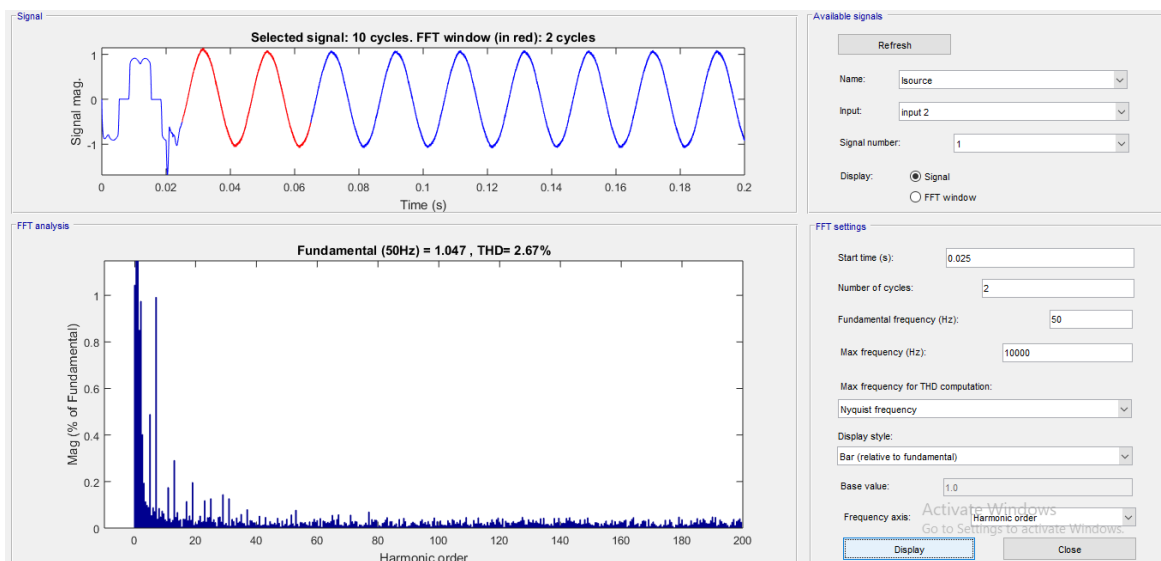 Signal
Selected signal: 10 cycles. FFT window (in red): 2 cycles
1
0
-1
Signal mag.
0 0.02 0.04 0.06 0.08 0.1 0.12 0.14 0.16 0.18 0.2
Time (s)
Available signals
Refresh
Name: Isource
Input: input 2
Signal number: 1
Display: Signal
FFT window
FFT analysis
Fundamental (50Hz) = 1.047 , THD= 2.67%
1
0.8
0.6
0.4
0.2
0
Mag (% of Fundamental)
0 20 40 60 80 100 120 140 160 180 200
Harmonic order
FFT settings
Start time (s): 0.025
Number of cycles: 2
Fundamental frequency (Hz): 50
Max frequency (Hz): 10000
Max frequency for THD computation:
Nyquist frequency
Display style:
Bar (relative to fundamental)
Base value: 1.0
Activate Windows
Frequency axis: Harmonic order
Go to Settings to activate Windows.
Display Close